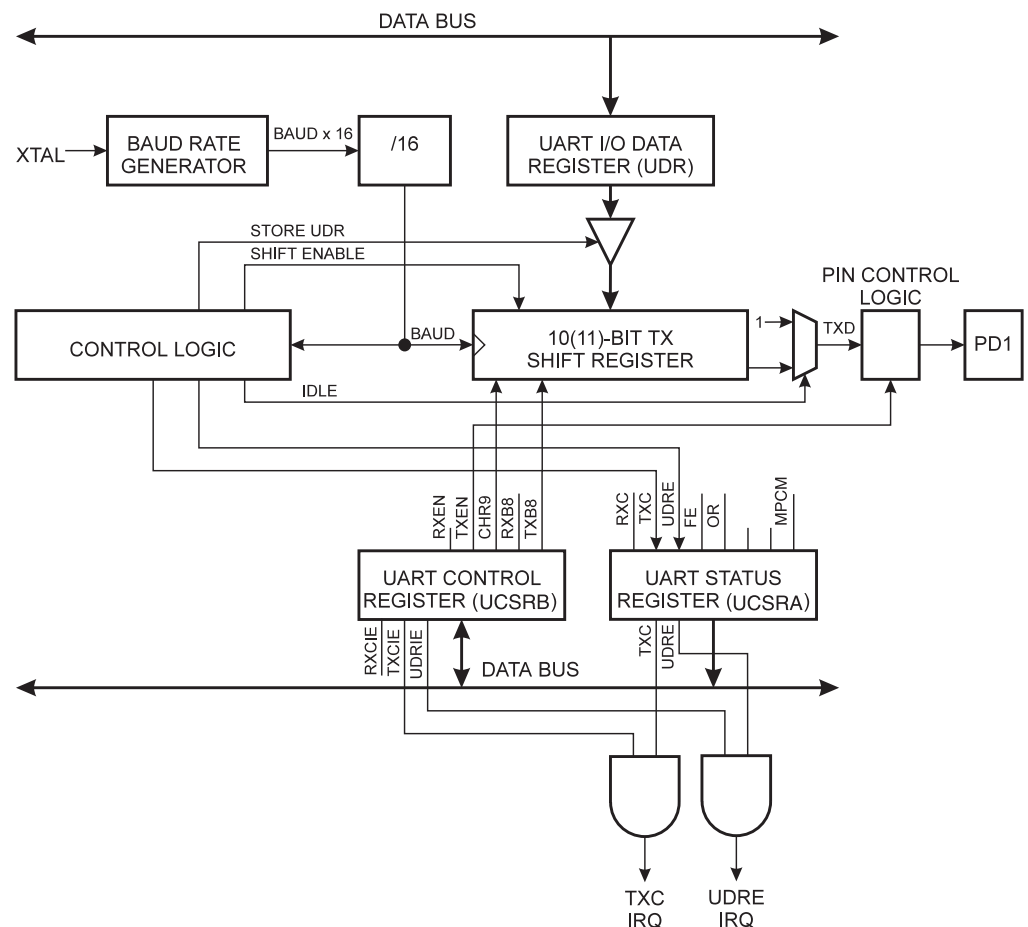 DATA BUS
XTAL
BAUD RATE
GENERATOR
BAUD x 16
/16
UART I/O DATA
REGISTER (UDR)
STORE UDR
SHIFT ENABLE
PIN CONTROL
LOGIC
CONTROL LOGIC
BAUD
10(11)-BIT TX
SHIFT REGISTER
1
TXD
PD1
IDLE
RXEN
TXEN
CHR9
RXB8
TXB8
RXC
TXC
UDRE
FE
OR
MPCM
UART CONTROL
REGISTER (UCSRB)
UART STATUS
REGISTER (UCSRA)
RXCIE
TXCIE
UDRIE
TXC
UDRE
DATA BUS
TXC
IRQ
UDRE
IRQ